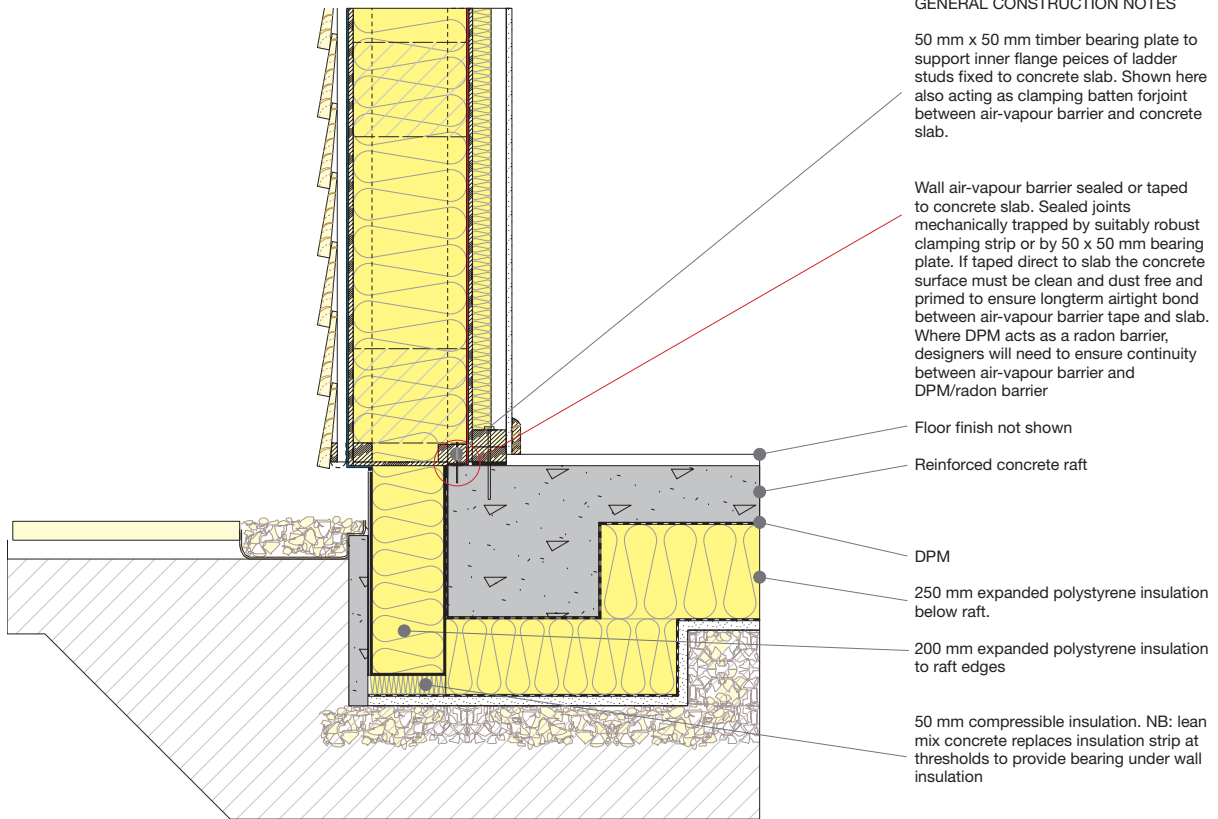 GENERAL CONSTRUCTION NOTES
50 mm x 50 mm timber bearing plate to
support inner flange peices of ladder
studs fixed to concrete slab. Shown here
also acting as clamping batten forjoint
between air-vapour barrier and concrete
slab.
Wall air-vapour barrier sealed or taped
to concrete slab. Sealed joints
mechanically trapped by suitably robust
clamping strip or by 50 x 50 mm bearing
plate. If taped direct to slab the concrete
surface must be clean and dust free and
primed to ensure longterm airtight bond
between air-vapour barrier tape and slab.
Where DPM acts as a radon barrier,
designers will need to ensure continuity
between air-vapour barrier and
DPM/radon barrier
Floor finish not shown
Reinforced concrete raft
DPM
250 mm expanded polystyrene insulation
below raft.
200 mm expanded polystyrene insulation
to raft edges
50 mm compressible insulation. NB: lean
mix concrete replaces insulation strip at
thresholds to provide bearing under wall
insulation